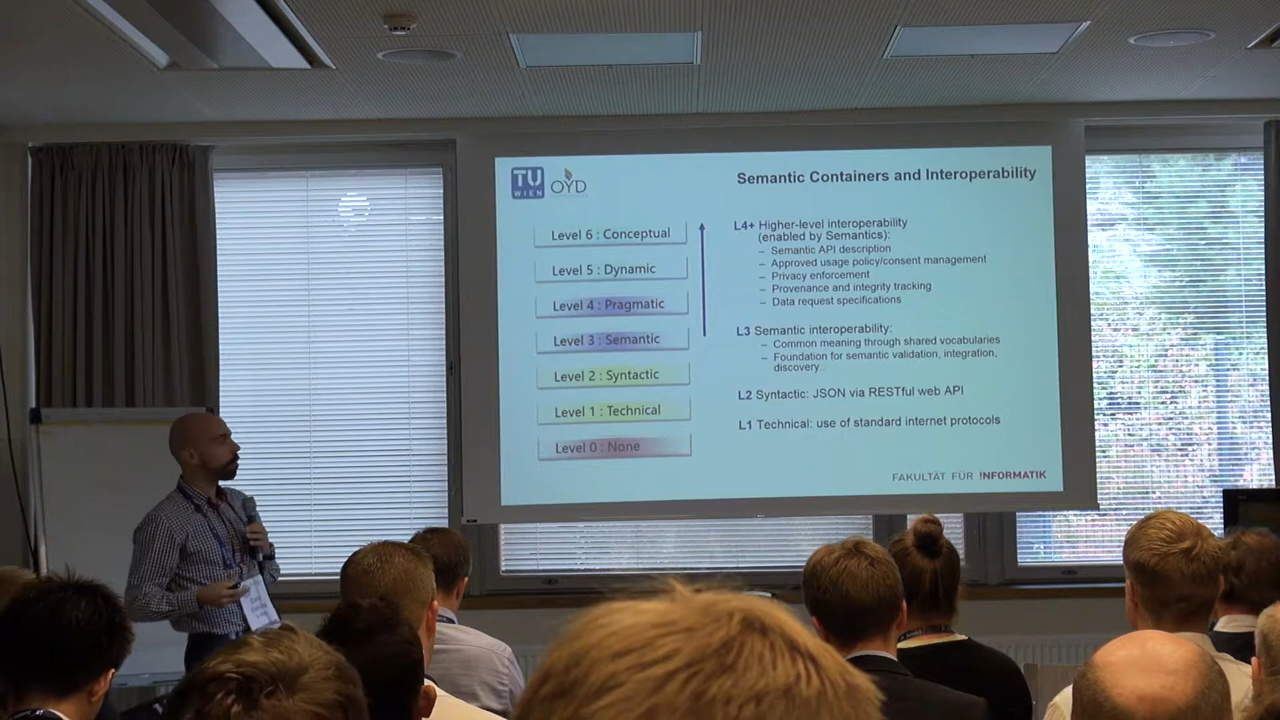 TU
WIEN
OYD
Semantic Containers and Interoperability
Level 6 : Conceptual
Level 5 : Dynamic
Level 4 : Pragmatic
Level 3 : Semantic
Level 2 : Syntactic
Level 1 : Technical
Level 0 : None
L4+ Higher-level interoperability
(enabled by Semantics):
– Semantic API description
– Approved usage policy/consent management
– Privacy enforcement
– Provenance and integrity tracking
– Data request specifications
L3 Semantic interoperability:
– Common meaning through shared vocabularies
– Foundation for semantic validation, integration,
discovery..
L2 Syntactic: JSON via RESTful web API
L1 Technical: use of standard internet protocols
FAKULTÄT FÜR INFORMATIK